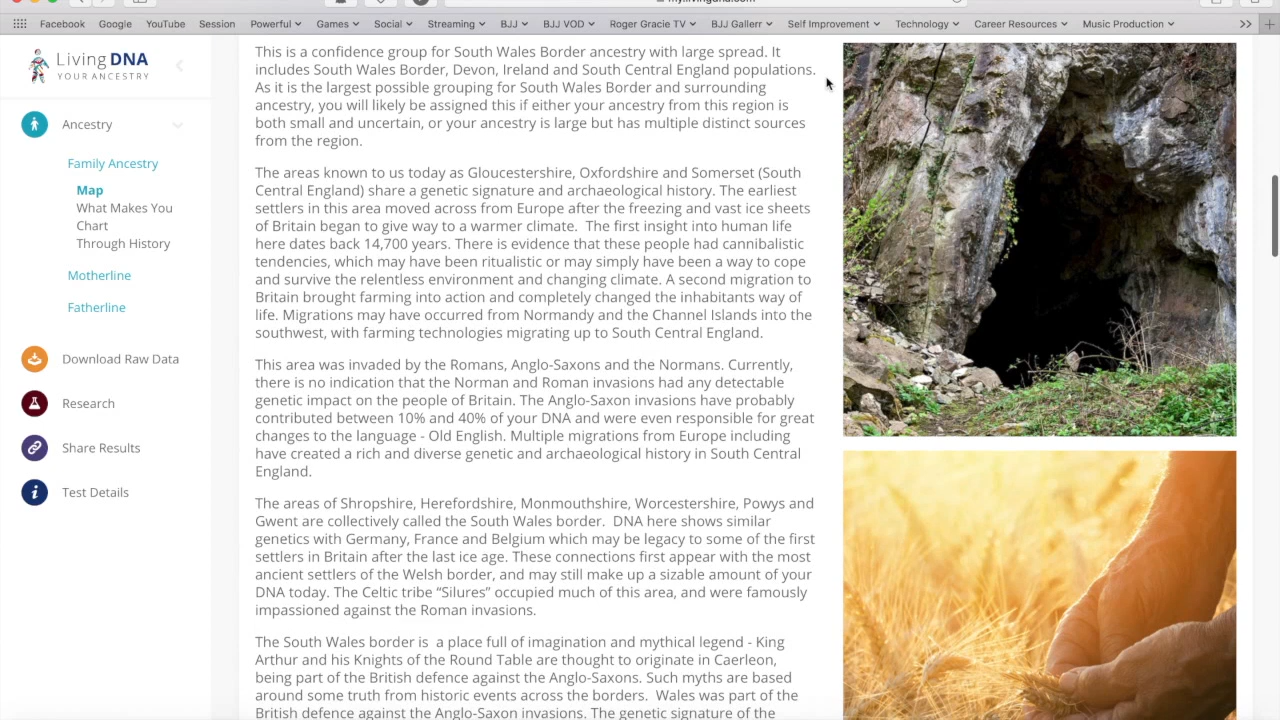 Facebook Google YouTube Session Powerful Games Social Streaming BJJ BJJ VOD Roger Gracie TV BJJ Gallerr Self Improvement Technology Career Resources Music Production
Living DNA
YOUR ANCESTRY
Ancestry
Family Ancestry
Map
What Makes You
Chart
Through History
Motherline
Fatherline
Download Raw Data
Research
Share Results
Test Details
This is a confidence group for South Wales Border ancestry with large spread. It
includes South Wales Border, Devon, Ireland and South Central England populations.
As it is the largest possible grouping for South Wales Border and surrounding
ancestry, you will likely be assigned this if either your ancestry from this region is
both small and uncertain, or your ancestry is large but has multiple distinct sources
from the region.
The areas known to us today as Gloucestershire, Oxfordshire and Somerset (South
Central England) share a genetic signature and archaeological history. The earliest
settlers in this area moved across from Europe after the freezing and vast ice sheets
of Britain began to give way to a warmer climate. The first insight into human life
here dates back 14,700 years. There is evidence that these people had cannibalistic
tendencies, which may have been ritualistic or may simply have been a way to cope
and survive the relentless environment and changing climate. A second migration to
Britain brought farming into action and completely changed the inhabitants way of
life. Migrations may have occurred from Normandy and the Channel Islands into the
southwest, with farming technologies migrating up to South Central England.
This area was invaded by the Romans, Anglo-Saxons and the Normans. Currently,
there is no indication that the Norman and Roman invasions had any detectable
genetic impact on the people of Britain. The Anglo-Saxon invasions have probably
contributed between 10% and 40% of your DNA and were even responsible for great
changes to the language - Old English. Multiple migrations from Europe including
have created a rich and diverse genetic and archaeological history in South Central
England.
The areas of Shropshire, Herefordshire, Monmouthshire, Worcestershire, Powys and
Gwent are collectively called the South Wales border. DNA here shows similar
genetics with Germany, France and Belgium which may be legacy to some of the first
settlers in Britain after the last ice age. These connections first appear with the most
ancient settlers of the Welsh border, and may still make up a sizable amount of your
DNA today. The Celtic tribe “Silures” occupied much of this area, and were famously
impassioned against the Roman invasions.
The South Wales border is a place full of imagination and mythical legend - King
Arthur and his Knights of the Round Table are thought to originate in Caerleon,
being part of the British defence against the Anglo-Saxons. Such myths are based
around some truth from historic events across the borders. Wales was part of the
British defence against the Anglo-Saxon invasions. The genetic signature of the